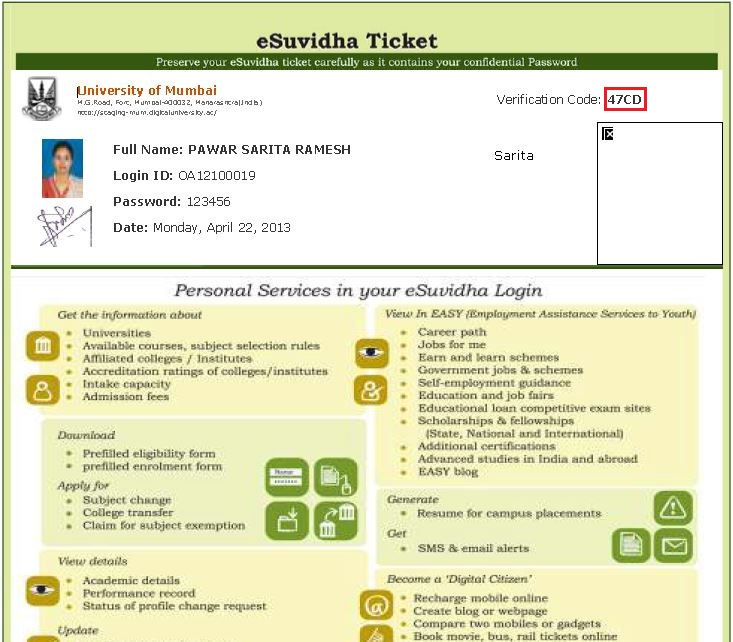 eSuvidha Ticket
Preserve your eSuvidha ticket carefully as it contains your confidential Password
University of Mumbai
M.G.Road, Fort, Mumbai-400032, Maharashtra(India)
http://staging-mum.digitaluniversity.ac/
Verification Code: 47CD
Full Name: PAWAR SARITA RAMESH
Sarita
Login ID: OA12100019
Password: 123456
Date: Monday, April 22, 2013
Personal Services in your eSuvidha Login
Get the information about
Universities
Available courses, subject selection rules
Affiliated colleges / Institutes
Accreditation ratings of colleges/institutes
Intake capacity
Admission fees
Download
Prefilled eligibility form
prefilled enrolment form
Apply for
Subject change
College transfer
Claim for subject exemption
View details
Academic details
Performance record
Status of profile change request
Update
View In EASY (Employment Assistance Services to Youth)
Career path
Jobs for me
Earn and learn schemes
Government jobs & schemes
Self-employment guidance
Education and job fairs
Educational loan competitive exam sites
Scholarships & fellowships
(State, National and International)
Additional certifications
Advanced studies in India and abroad
EASY blog
Generate
Resume for campus placements
Get
SMS & email alerts
Become a 'Digital Citizen'
Recharge mobile online
Create blog or webpage
Compare two mobiles or gadgets
Book movie, bus, rail tickets online